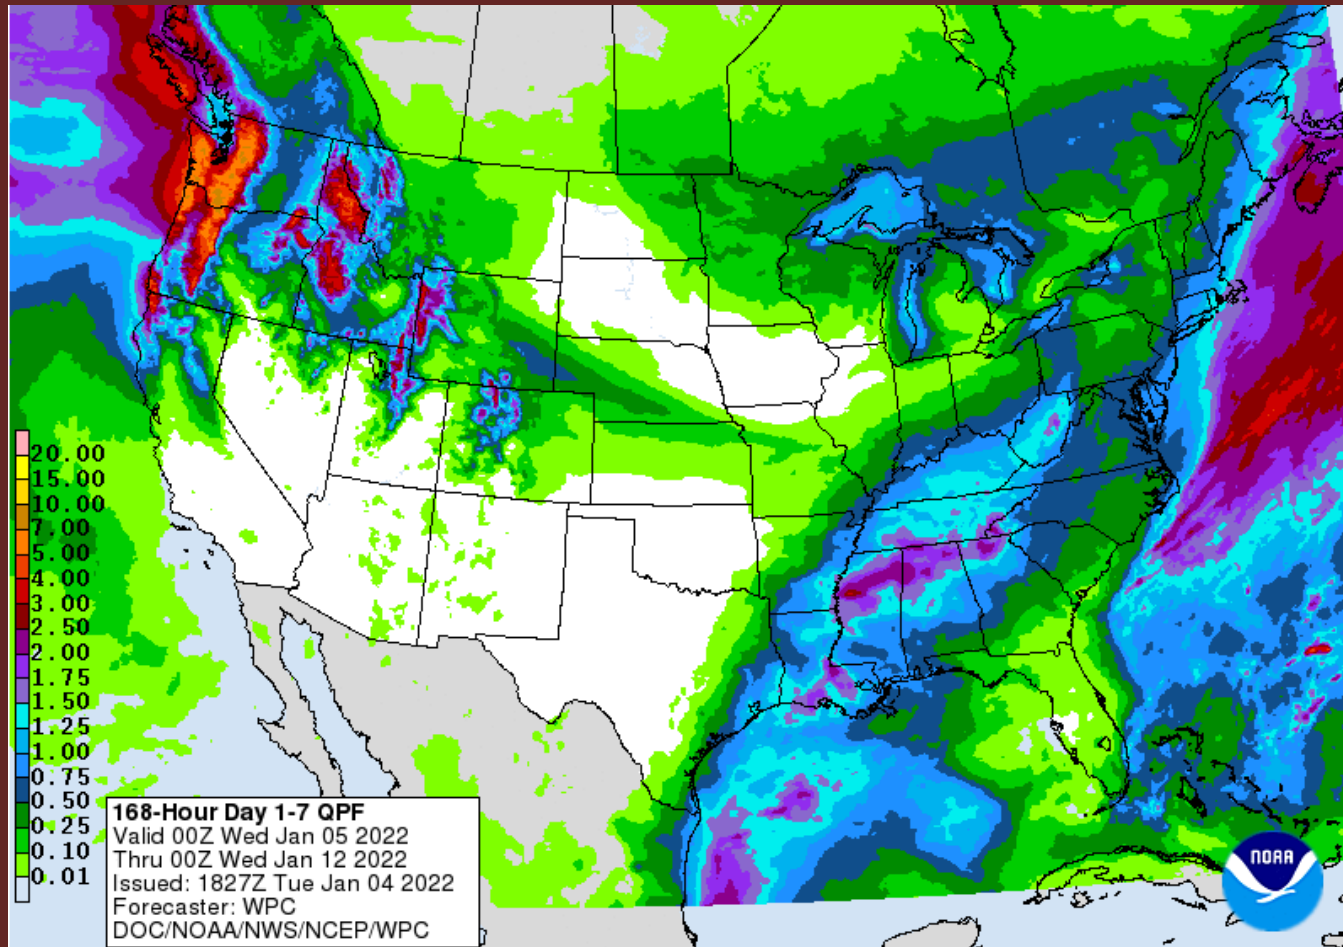 20.00
15.00
10.00
7.00
5.00
4.00
3.00
2.50
2.00
1.75
1.50
1.25
1.00
0.75
0.50
0.25
0.10
0.01
168-Hour Day 1-7 QPF
Valid 00Z Wed Jan 05 2022
Thru 00Z Wed Jan 12 2022
Issued: 1827Z Tue Jan 04 2022
Forecaster: WPC
DOC/NOAA/NWS/NCEP/WPC
NOAA